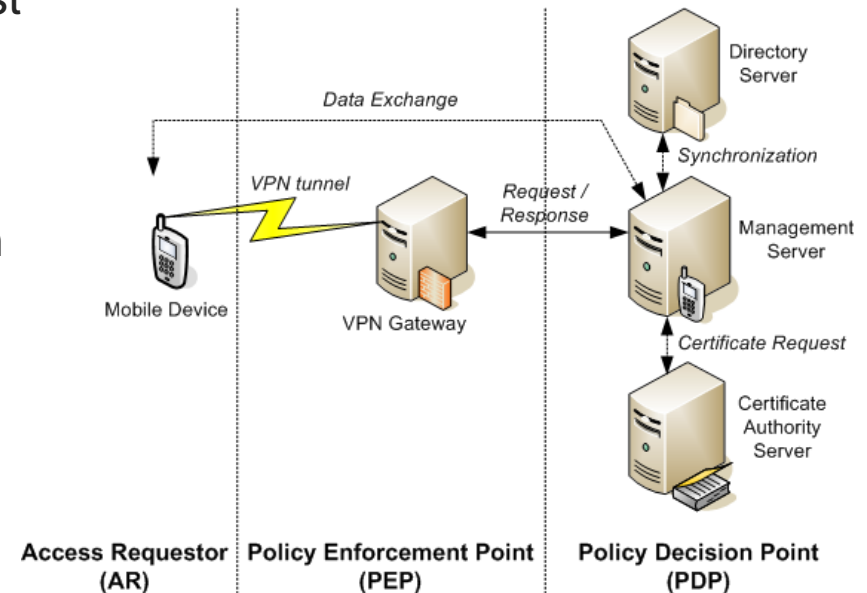 st
Data Exchange
Directory
Server
Synchronization
VPN tunnel
Request /
Response
n
Management
Server
Mobile Device
VPN Gateway
Certificate Request
Certificate
Authority
Server
Access Requestor
(AR)
Policy Enforcement Point
(PEP)
Policy Decision Point
(PDP)